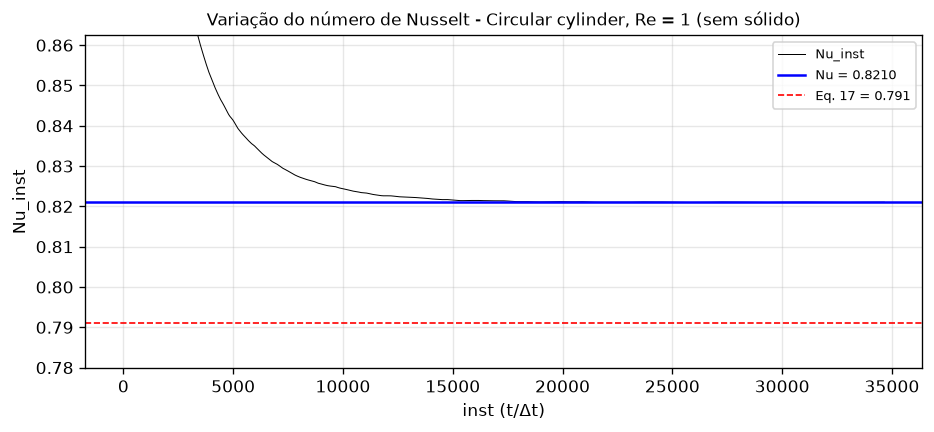 Variação do número de Nusselt - Circular cylinder, Re = 1 (sem sólido)
Nu_inst
Nu = 0.8210
Eq. 17 = 0.791
0.86
0.85
0.84
0.83
0.82
0.81
0.80
0.79
0.78
Nu_inst
0 5000 10000 15000 20000 25000 30000 35000
inst (t/Δt)